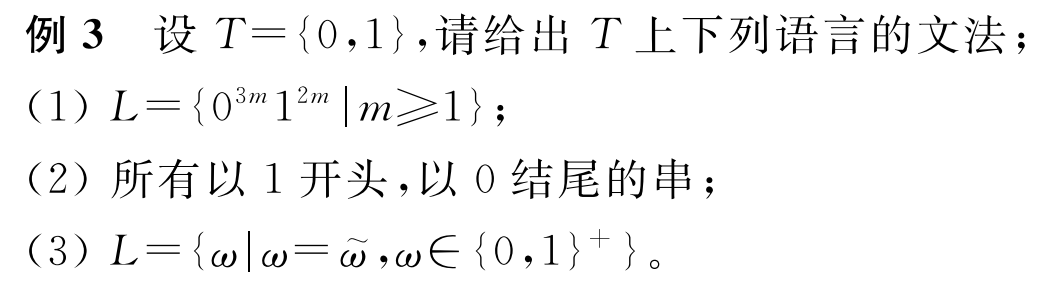 例 3 设 T={0,1},请给出 T 上下列语言的文法;
(1) L={0^{3m}1^{2m}|m⩾1};
(2) 所有以 1 开头,以 0 结尾的串;
(3) L={ω|ω=ω̃,ω∈{0,1}^+}。